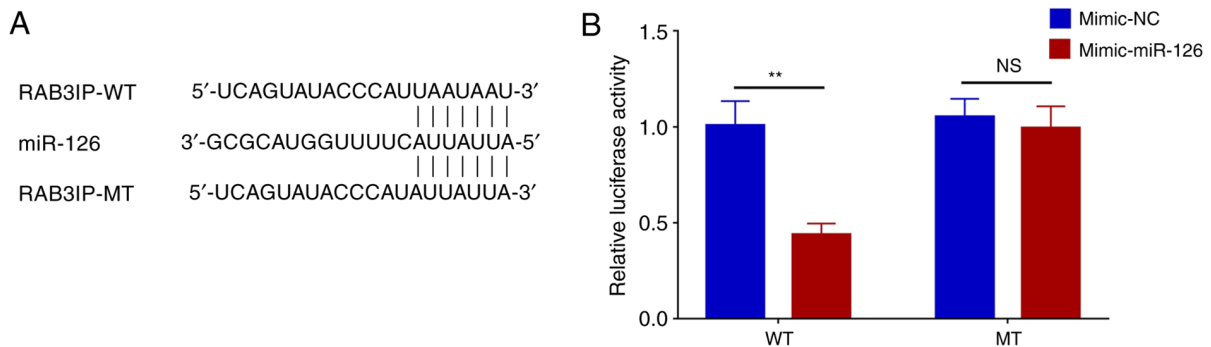 A
RAB3IP-WT 5′-UCAGUAUACCCAUUAAUAAU-3′
miR-126 3′-GCGCAUGGUUUUCAUUAUUA-5′
RAB3IP-MT 5′-UCAGUAUACCCAUAUUAUUA-3′
B
Mimic-NC
Mimic-miR-126
Relative luciferase activity
1.5
1.0
0.5
0.0
**
NS
WT
MT